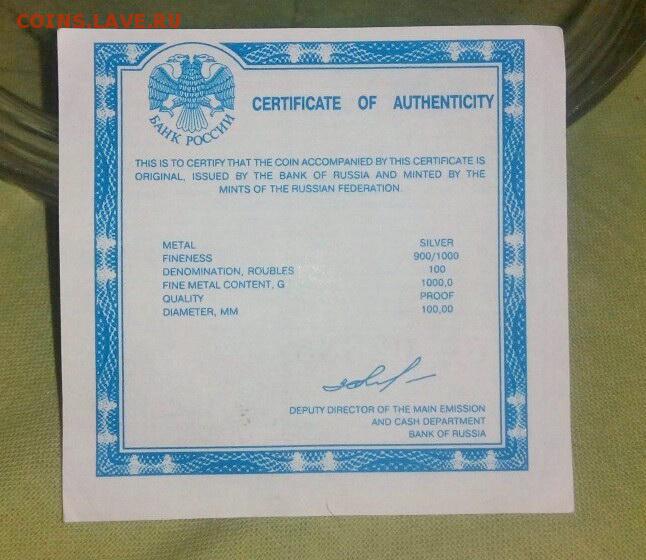 COINS.LAVE.RU
БАНК РОССИИ
CERTIFICATE OF AUTHENTICITY
THIS IS TO CERTIFY THAT THE COIN ACCOMPANIED BY THIS CERTIFICATE IS
ORIGINAL, ISSUED BY THE BANK OF RUSSIA AND MINTED BY THE
MINTS OF THE RUSSIAN FEDERATION.
METAL SILVER
FINENESS 900/1000
DENOMINATION, ROUBLES 100
FINE METAL CONTENT, G 1000,0
QUALITY PROOF
DIAMETER, MM 100,00
DEPUTY DIRECTOR OF THE MAIN EMISSION
AND CASH DEPARTMENT
BANK OF RUSSIA